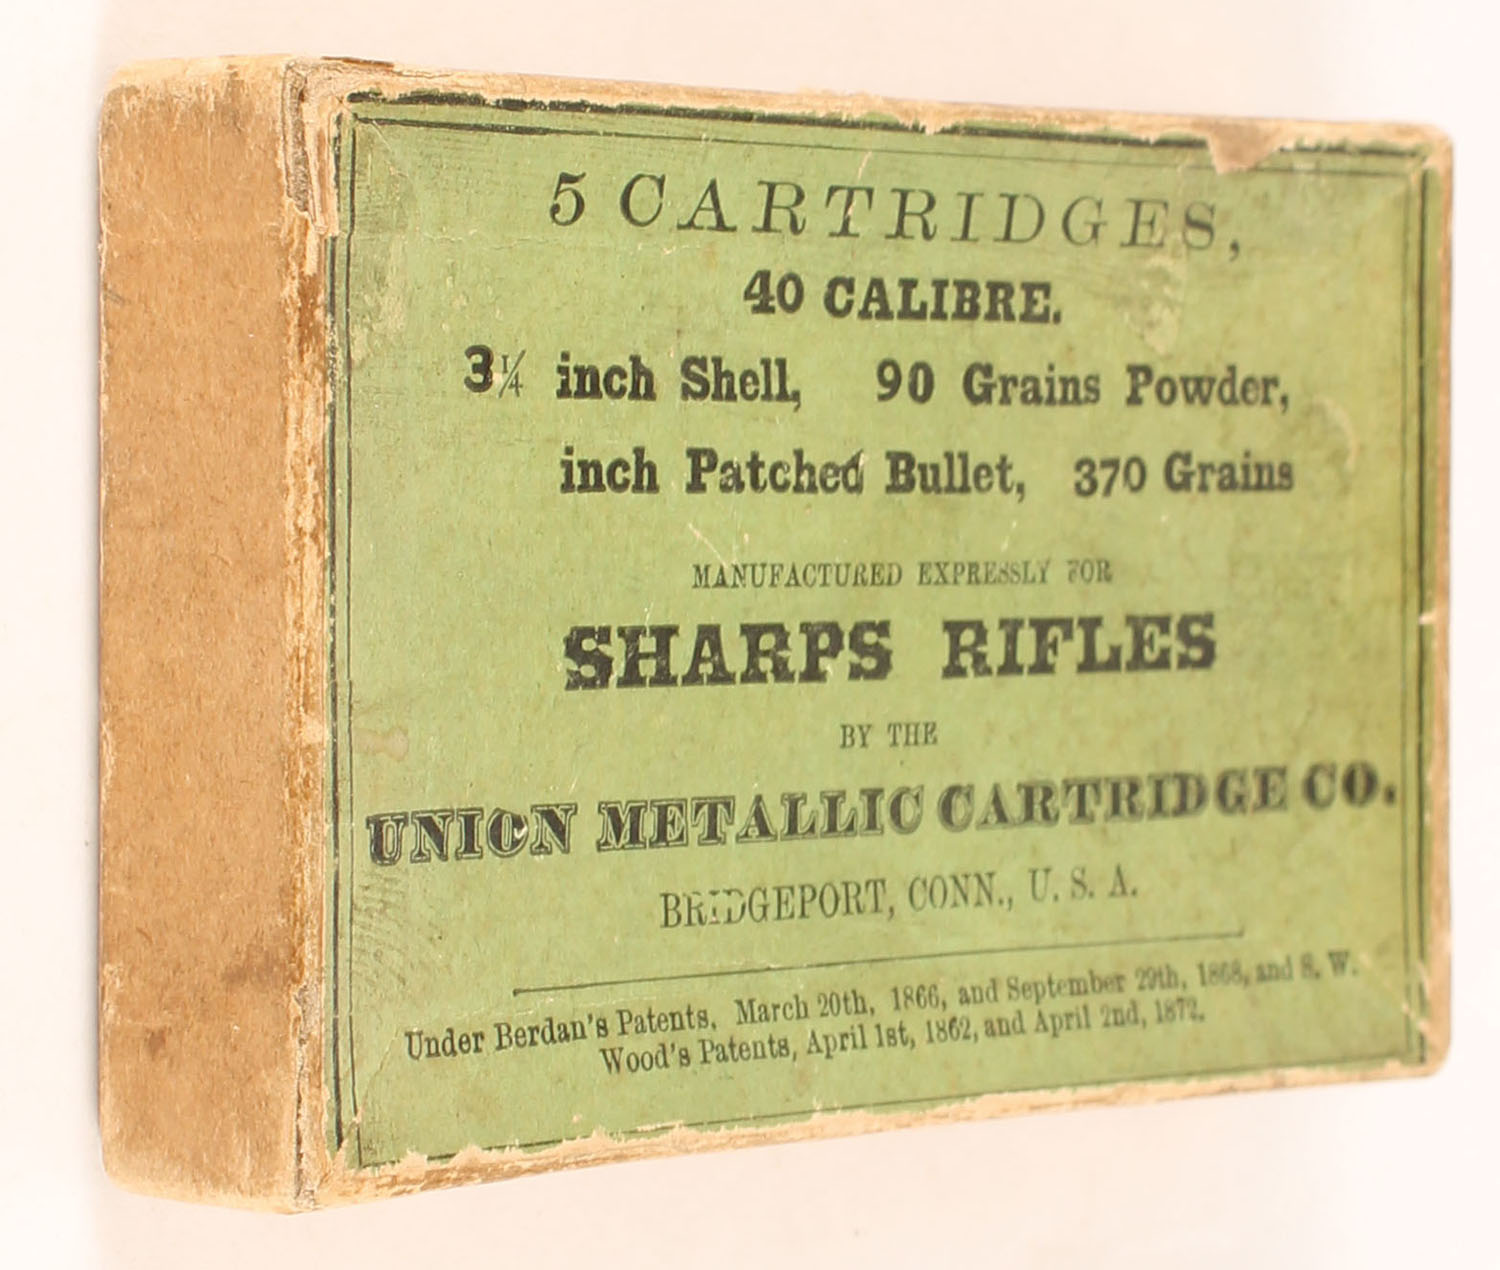 5 CARTRIDGES,
40 CALIBRE.
3¼ inch Shell, 90 Grains Powder,
inch Patched Bullet, 370 Grains
MANUFACTURED EXPRESSLY FOR
SHARPS RIFLES
BY THE
UNION METALLIC CARTRIDGE CO.
BRIDGEPORT, CONN., U. S. A.
Under Berdan's Patents, March 20th, 1866, and September 29th, 1868, and S. W.
Wood's Patents, April 1st, 1862, and April 2nd, 1872.